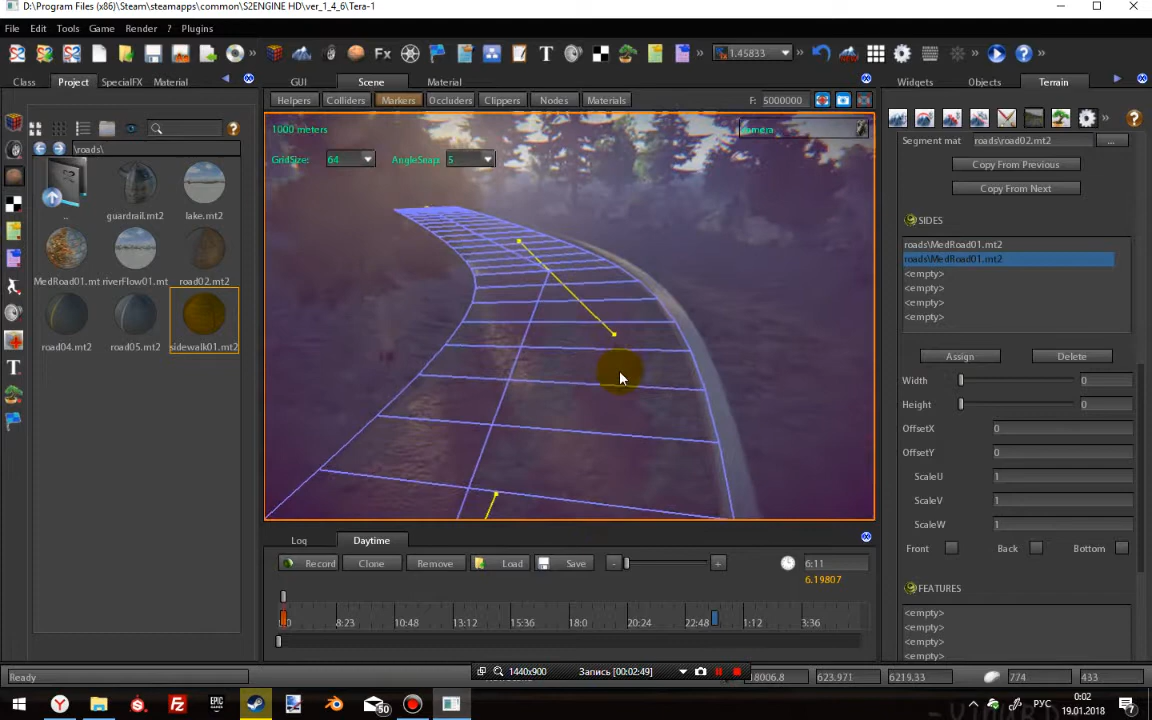 D:\Program Files (x86)\Steam\steamapps\common\S2ENGINE HD\ver_1_4_6\Tera-1
File Edit Tools Game Render ? Plugins
Fx T 1.45833
Class Project SpecialFX Material
GUI Scene Material
Widgets Objects Terrain
Helpers Colliders Markers Occluders Clippers Nodes Materials F: 5000000
\roads\
1000 meters
GridSize: 64 AngleSnap: 5
..
guardrail.mt2 lake.mt2
MedRoad01.mt riverFlow01.mt road02.mt2
road04.mt2 road05.mt2 sidewalk01.mt2
Segment mat roads\road02.mt2 ...
Copy From Previous
Copy From Next
SIDES
roads\MedRoad01.mt2
roads\MedRoad01.mt2
<empty>
<empty>
<empty>
<empty>
Assign Delete
Width 0
Height 0
OffsetX 0
OffsetY 0
ScaleU 1
ScaleV 1
ScaleW 1
Front Back Bottom
FEATURES
<empty>
<empty>
<empty>
<empty>
Log Daytime
Record Clone Remove Load Save - + 6:11
6.19807
8:23 10:48 13:12 15:36 18:0 20:24 22:48 1:12 3:36
Ready
1440x900 Запись [00:02:49]
8006.8 623.971 6219.33 774 433
EPIC 50 РУС 0:02
19.01.2018 7